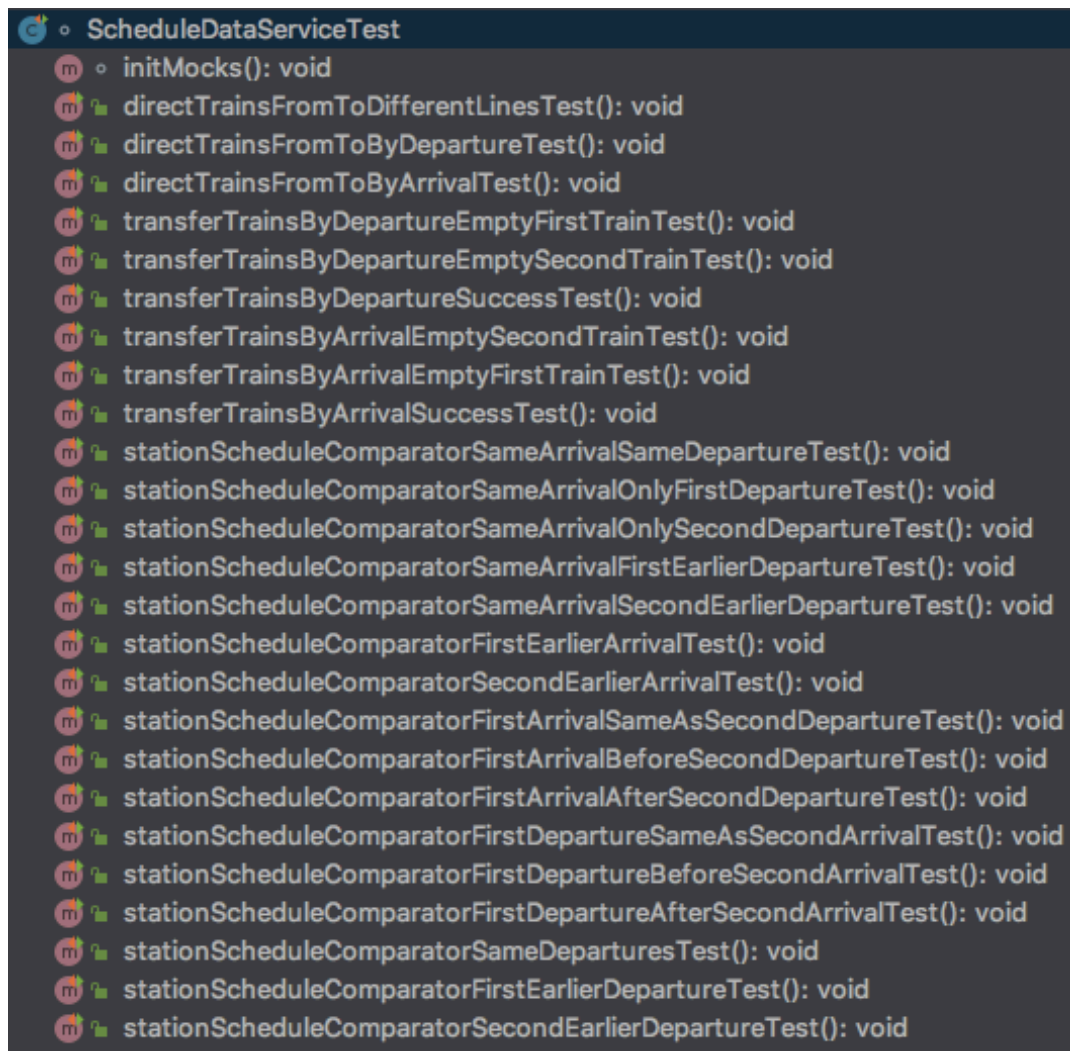 ScheduleDataServiceTest
initMocks(): void
directTrainsFromToDifferentLinesTest(): void
directTrainsFromToByDepartureTest(): void
directTrainsFromToByArrivalTest(): void
transferTrainsByDepartureEmptyFirstTrainTest(): void
transferTrainsByDepartureEmptySecondTrainTest(): void
transferTrainsByDepartureSuccessTest(): void
transferTrainsByArrivalEmptySecondTrainTest(): void
transferTrainsByArrivalEmptyFirstTrainTest(): void
transferTrainsByArrivalSuccessTest(): void
stationScheduleComparatorSameArrivalSameDepartureTest(): void
stationScheduleComparatorSameArrivalOnlyFirstDepartureTest(): void
stationScheduleComparatorSameArrivalOnlySecondDepartureTest(): void
stationScheduleComparatorSameArrivalFirstEarlierDepartureTest(): void
stationScheduleComparatorSameArrivalSecondEarlierDepartureTest(): void
stationScheduleComparatorFirstEarlierArrivalTest(): void
stationScheduleComparatorSecondEarlierArrivalTest(): void
stationScheduleComparatorFirstArrivalSameAsSecondDepartureTest(): void
stationScheduleComparatorFirstArrivalBeforeSecondDepartureTest(): void
stationScheduleComparatorFirstArrivalAfterSecondDepartureTest(): void
stationScheduleComparatorFirstDepartureSameAsSecondArrivalTest(): void
stationScheduleComparatorFirstDepartureBeforeSecondArrivalTest(): void
stationScheduleComparatorFirstDepartureAfterSecondArrivalTest(): void
stationScheduleComparatorSameDeparturesTest(): void
stationScheduleComparatorFirstEarlierDepartureTest(): void
stationScheduleComparatorSecondEarlierDepartureTest(): void